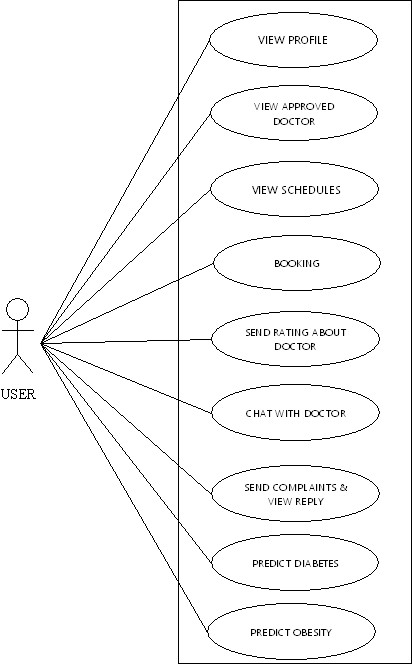 VIEW PROFILE
VIEW APPROVED
DOCTOR
VIEW SCHEDULES
BOOKING
SEND RATING ABOUT
DOCTOR
USER
CHAT WITH DOCTOR
SEND COMPLAINTS &
VIEW REPLY
PREDICT DIABETES
PREDICT OBESITY